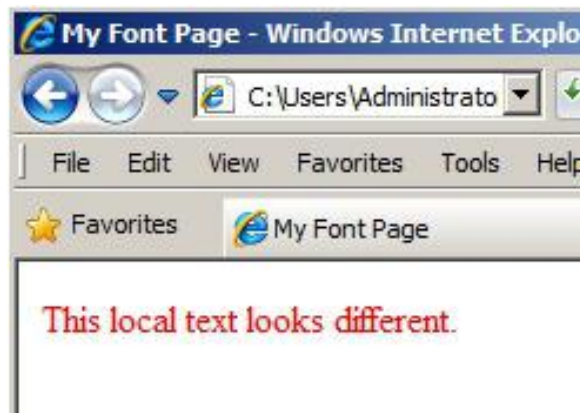 My Font Page - Windows Internet Explo
C:\Users\Administrato
File Edit View Favorites Tools Help
Favorites My Font Page
This local text looks different.